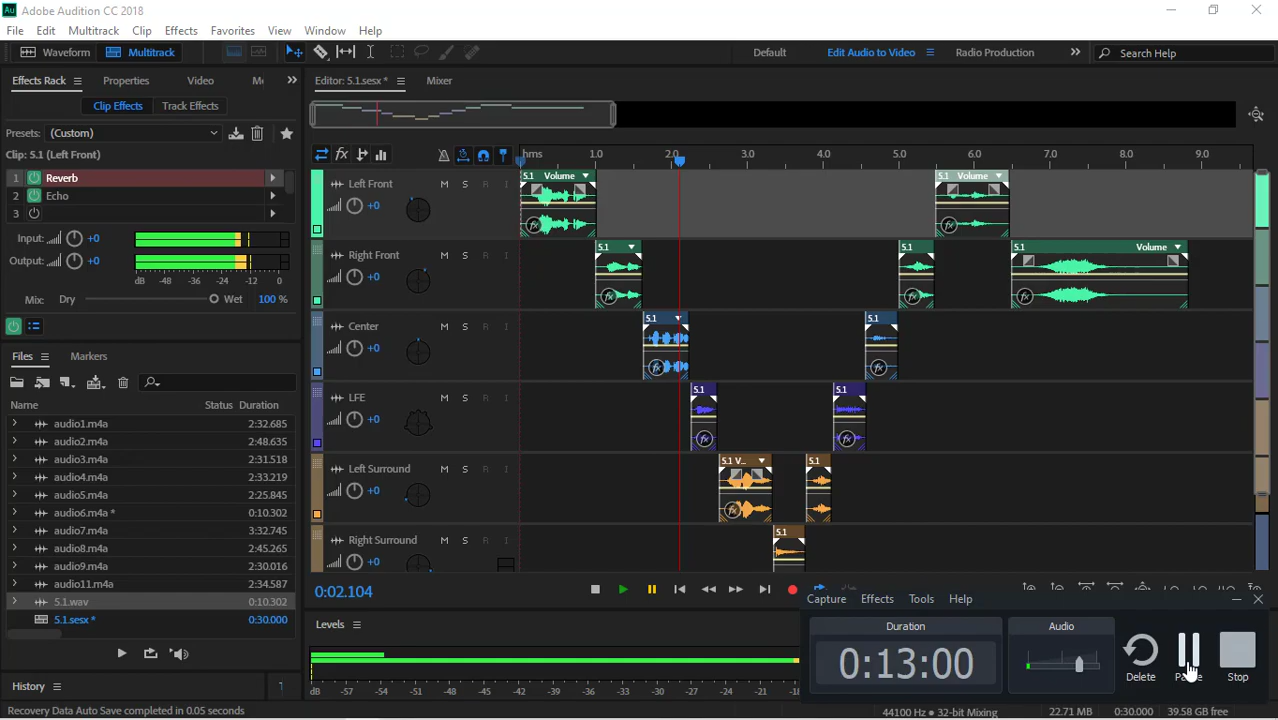 Au Adobe Audition CC 2018
File Edit Multitrack Clip Effects Favorites View Window Help
Waveform Multitrack Default Edit Audio to Video Radio Production Search Help
Effects Rack Properties Video
Editor: 5.1.sesx * Mixer
Clip Effects Track Effects
Presets: (Custom)
Clip: 5.1 (Left Front)
hms 1.0 2.0 3.0 4.0 5.0 6.0 7.0 8.0 9.0
1 Reverb
2 Echo
3
Input: +0
Output: +0
dB -48 -36 -24 -12 0
Mix: Dry Wet 100 %
Left Front M S R I
+0
5.1 Volume
5.1 Volume
Right Front M S R I
+0
5.1
5.1
5.1 Volume
Center M S R I
+0
5.1
5.1
LFE M S R I
+0
5.1
5.1
Left Surround M S R I
+0
5.1 V...
5.1
Right Surround M S R I
+0
5.1
Files Markers
Name Status Duration
audio1.m4a 2:32.685
audio2.m4a 2:48.635
audio3.m4a 2:31.518
audio4.m4a 2:33.219
audio5.m4a 2:25.845
audio6.m4a * 0:10.302
audio7.m4a 3:32.745
audio8.m4a 2:45.265
audio9.m4a 2:30.016
audio11.m4a 2:34.587
5.1.wav 0:10.302
5.1.sesx * 0:30.000
0:02.104
Levels
dB -57 -54 -51 -48 -45 -42 -39 -36 -33 -30 -27 -24 -21 -18 -15 -12 -9 -6 -3 0
Capture Effects Tools Help
Duration
0:13:00
Audio
Delete
Stop
History
Recovery Data Auto Save completed in 0.05 seconds
44100 Hz • 32-bit Mixing 22.71 MB 0:30.000 39.58 GB free